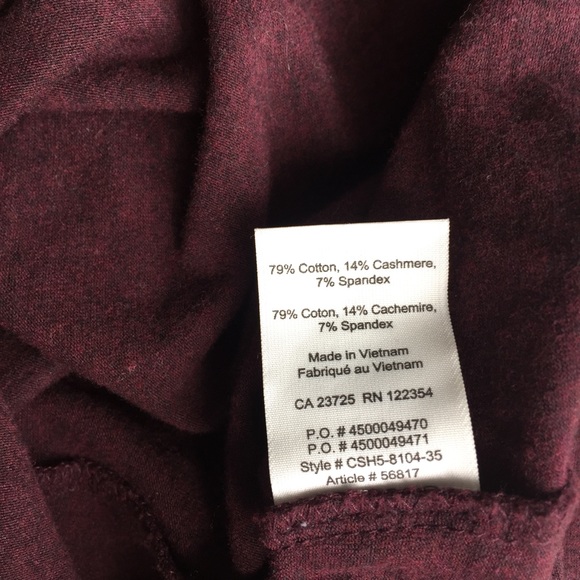 79% Cotton, 14% Cashmere,
7% Spandex
79% Coton, 14% Cachemire,
7% Spandex
Made in Vietnam
Fabriqué au Vietnam
CA 23725 RN 122354
P.O. # 4500049470
P.O. # 4500049471
Style # CSH5-8104-35
Article # 56817